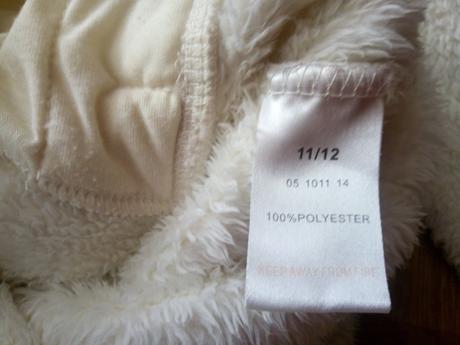 11/12
05 1011 14
100%POLYESTER
KEEP AWAY FROM FIRE